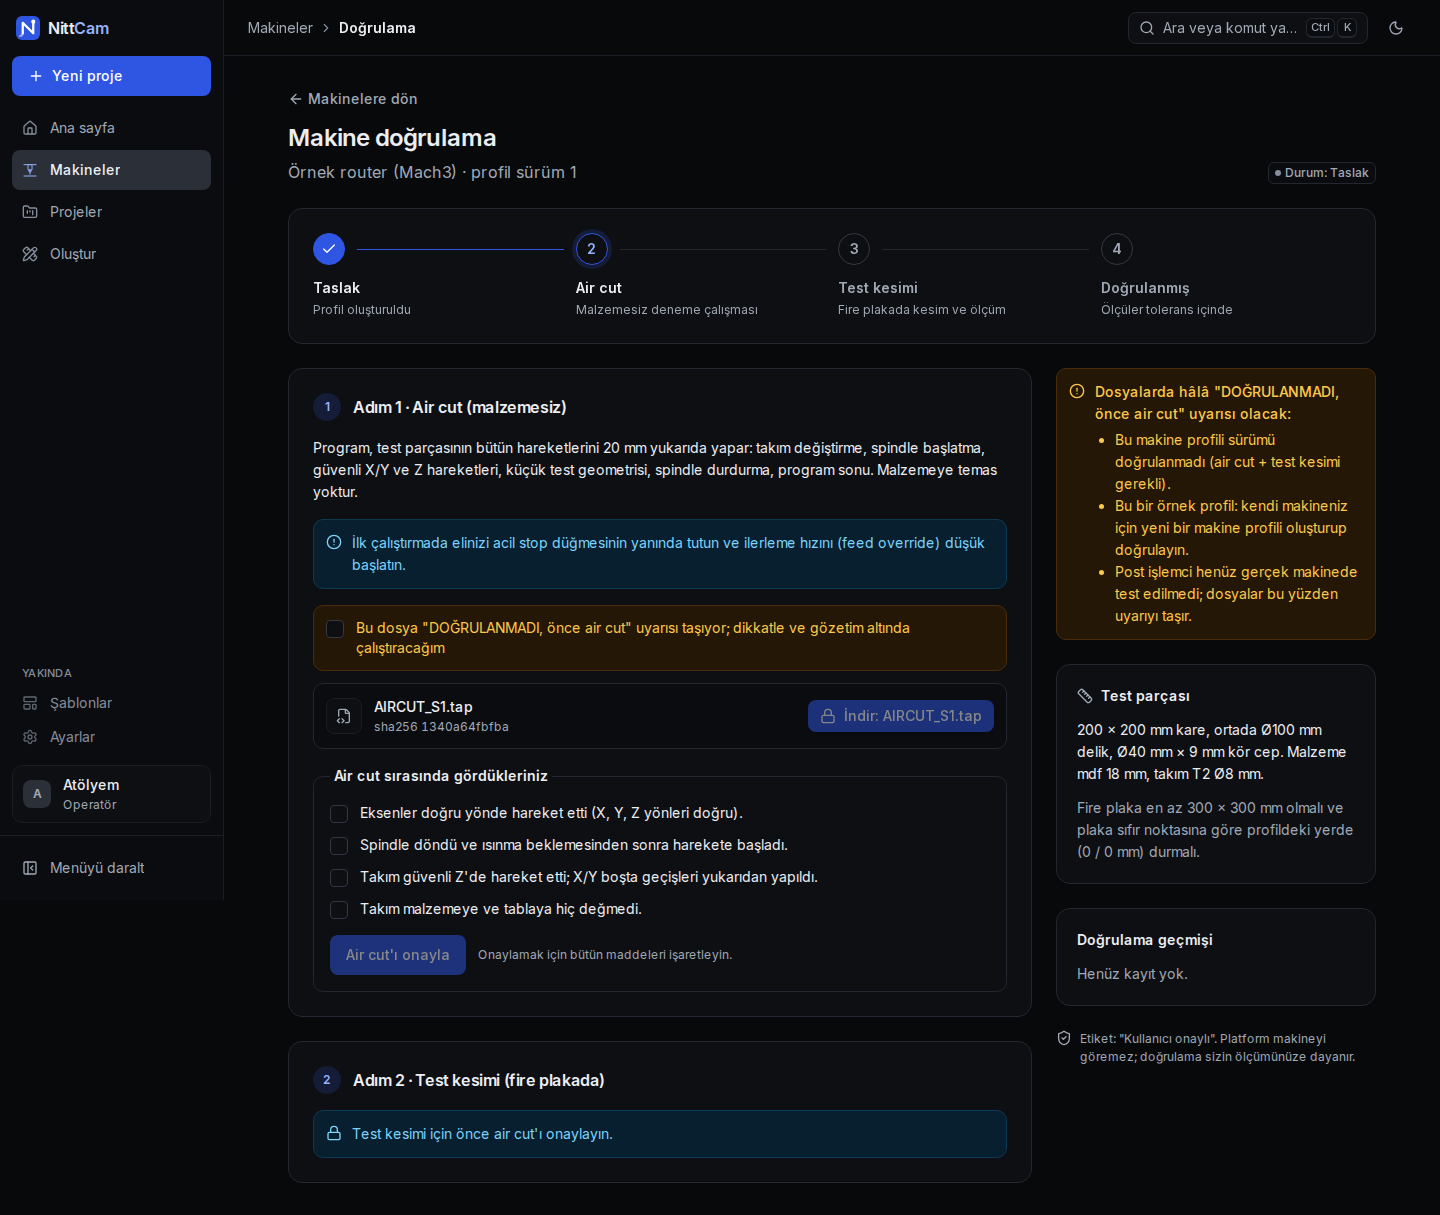 NittCam
Yeni proje
Ana sayfa
Makineler
Projeler
Oluştur
YAKINDA
Şablonlar
Ayarlar
A
Atölyem
Operatör
Menüyü daralt
Makineler > Doğrulama
Ara veya komut ya… Ctrl K
Makinelere dön
Makine doğrulama
Örnek router (Mach3) · profil sürüm 1
Durum: Taslak
Taslak
Profil oluşturuldu
2
Air cut
Malzemesiz deneme çalışması
3
Test kesimi
Fire plakada kesim ve ölçüm
4
Doğrulanmış
Ölçüler tolerans içinde
1 Adım 1 · Air cut (malzemesiz)
Program, test parçasının bütün hareketlerini 20 mm yukarıda yapar: takım değiştirme, spindle başlatma,
güvenli X/Y ve Z hareketleri, küçük test geometrisi, spindle durdurma, program sonu. Malzemeye temas
yoktur.
İlk çalıştırmada elinizi acil stop düğmesinin yanında tutun ve ilerleme hızını (feed override) düşük
başlatın.
Bu dosya "DOĞRULANMADI, önce air cut" uyarısı taşıyor; dikkatle ve gözetim altında
çalıştıracağım
AIRCUT_S1.tap
sha256 1340a64fbfba
İndir: AIRCUT_S1.tap
Air cut sırasında gördükleriniz
Eksenler doğru yönde hareket etti (X, Y, Z yönleri doğru).
Spindle döndü ve ısınma beklemesinden sonra harekete başladı.
Takım güvenli Z'de hareket etti; X/Y boşta geçişleri yukarıdan yapıldı.
Takım malzemeye ve tablaya hiç değmedi.
Air cut'ı onayla
Onaylamak için bütün maddeleri işaretleyin.
2 Adım 2 · Test kesimi (fire plakada)
Test kesimi için önce air cut'ı onaylayın.
Dosyalarda hâlâ "DOĞRULANMADI,
önce air cut" uyarısı olacak:
• Bu makine profili sürümü
doğrulanmadı (air cut + test kesimi
gerekli).
• Bu bir örnek profil: kendi makineniz
için yeni bir makine profili oluşturup
doğrulayın.
• Post işlemci henüz gerçek makinede
test edilmedi; dosyalar bu yüzden
uyarıyı taşır.
Test parçası
200 × 200 mm kare, ortada Ø100 mm
delik, Ø40 mm × 9 mm kör cep. Malzeme
mdf 18 mm, takım T2 Ø8 mm.
Fire plaka en az 300 × 300 mm olmalı ve
plaka sıfır noktasına göre profildeki yerde
(0 / 0 mm) durmalı.
Doğrulama geçmişi
Henüz kayıt yok.
Etiket: "Kullanıcı onaylı". Platform makineyi
göremez; doğrulama sizin ölçümünüze dayanır.